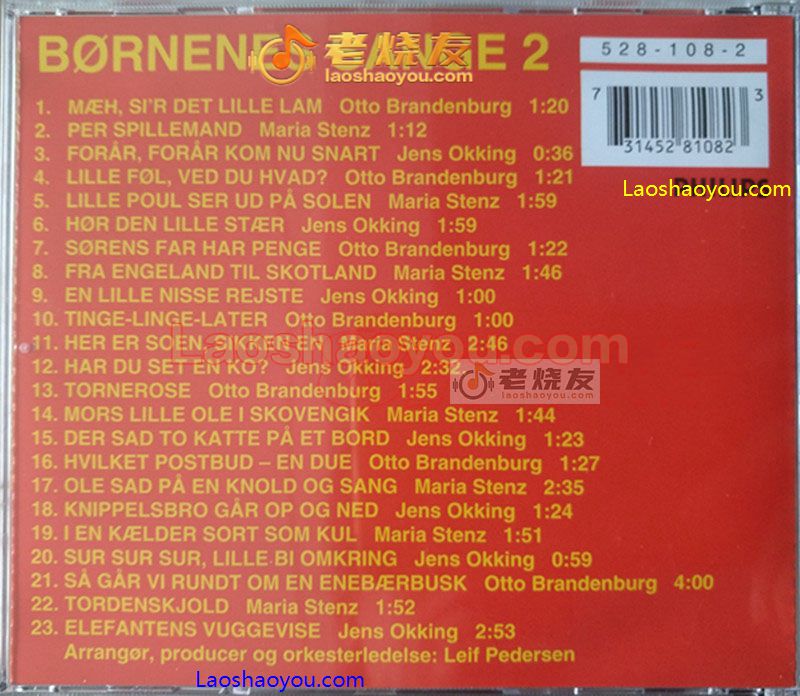 BØRNENE 2
老烧友
laoshaoyou.com
528-108-2
1. MÆH, SI'R DET LILLE LAM Otto Brandenburg 1:20
2. PER SPILLEMAND Maria Stenz 1:12
3. FORÅR, FORÅR KOM NU SNART Jens Okking 0:36
4. LILLE FØL, VED DU HVAD? Otto Brandenburg 1:21
5. LILLE POUL SER UD PÅ SOLEN Maria Stenz 1:59
6. HØR DEN LILLE STÆR Jens Okking 1:59
7. SØRENS FAR HAR PENGE Otto Brandenburg 1:22
8. FRA ENGELAND TIL SKOTLAND Maria Stenz 1:46
9. EN LILLE NISSE REJSTE Jens Okking 1:00
10. TINGE-LINGE-LATER Otto Brandenburg 1:00
11. HER ER SOEN, SIKKEN EN Maria Stenz 2:46
12. HAR DU SET EN KO? Jens Okking 2:32
13. TORNEROSE Otto Brandenburg 1:55
14. MORS LILLE OLE I SKOVENGIK Maria Stenz 1:44
15. DER SAD TO KATTE PÅ ET BORD Jens Okking 1:23
16. HVILKET POSTBUD – EN DUE Otto Brandenburg 1:27
17. OLE SAD PÅ EN KNOLD OG SANG Maria Stenz 2:35
18. KNIPPELSBRO GÅR OP OG NED Jens Okking 1:24
19. I EN KÆLDER SORT SOM KUL Maria Stenz 1:51
20. SUR SUR SUR, LILLE BI OMKRING Jens Okking 0:59
21. SÅ GÅR VI RUNDT OM EN ENEBÆRBUSK Otto Brandenburg 4:00
22. TORDENSKJOLD Maria Stenz 1:52
23. ELEFANTENS VUGGEVISE Jens Okking 2:53
Arrangør, producer og orkesterledelse: Leif Pedersen
7 31452 81082 3
PHILIPS
Laoshaoyou.com
Laoshaoyou.com
老烧友
laoshaoyou.com
Laoshaoyou.com